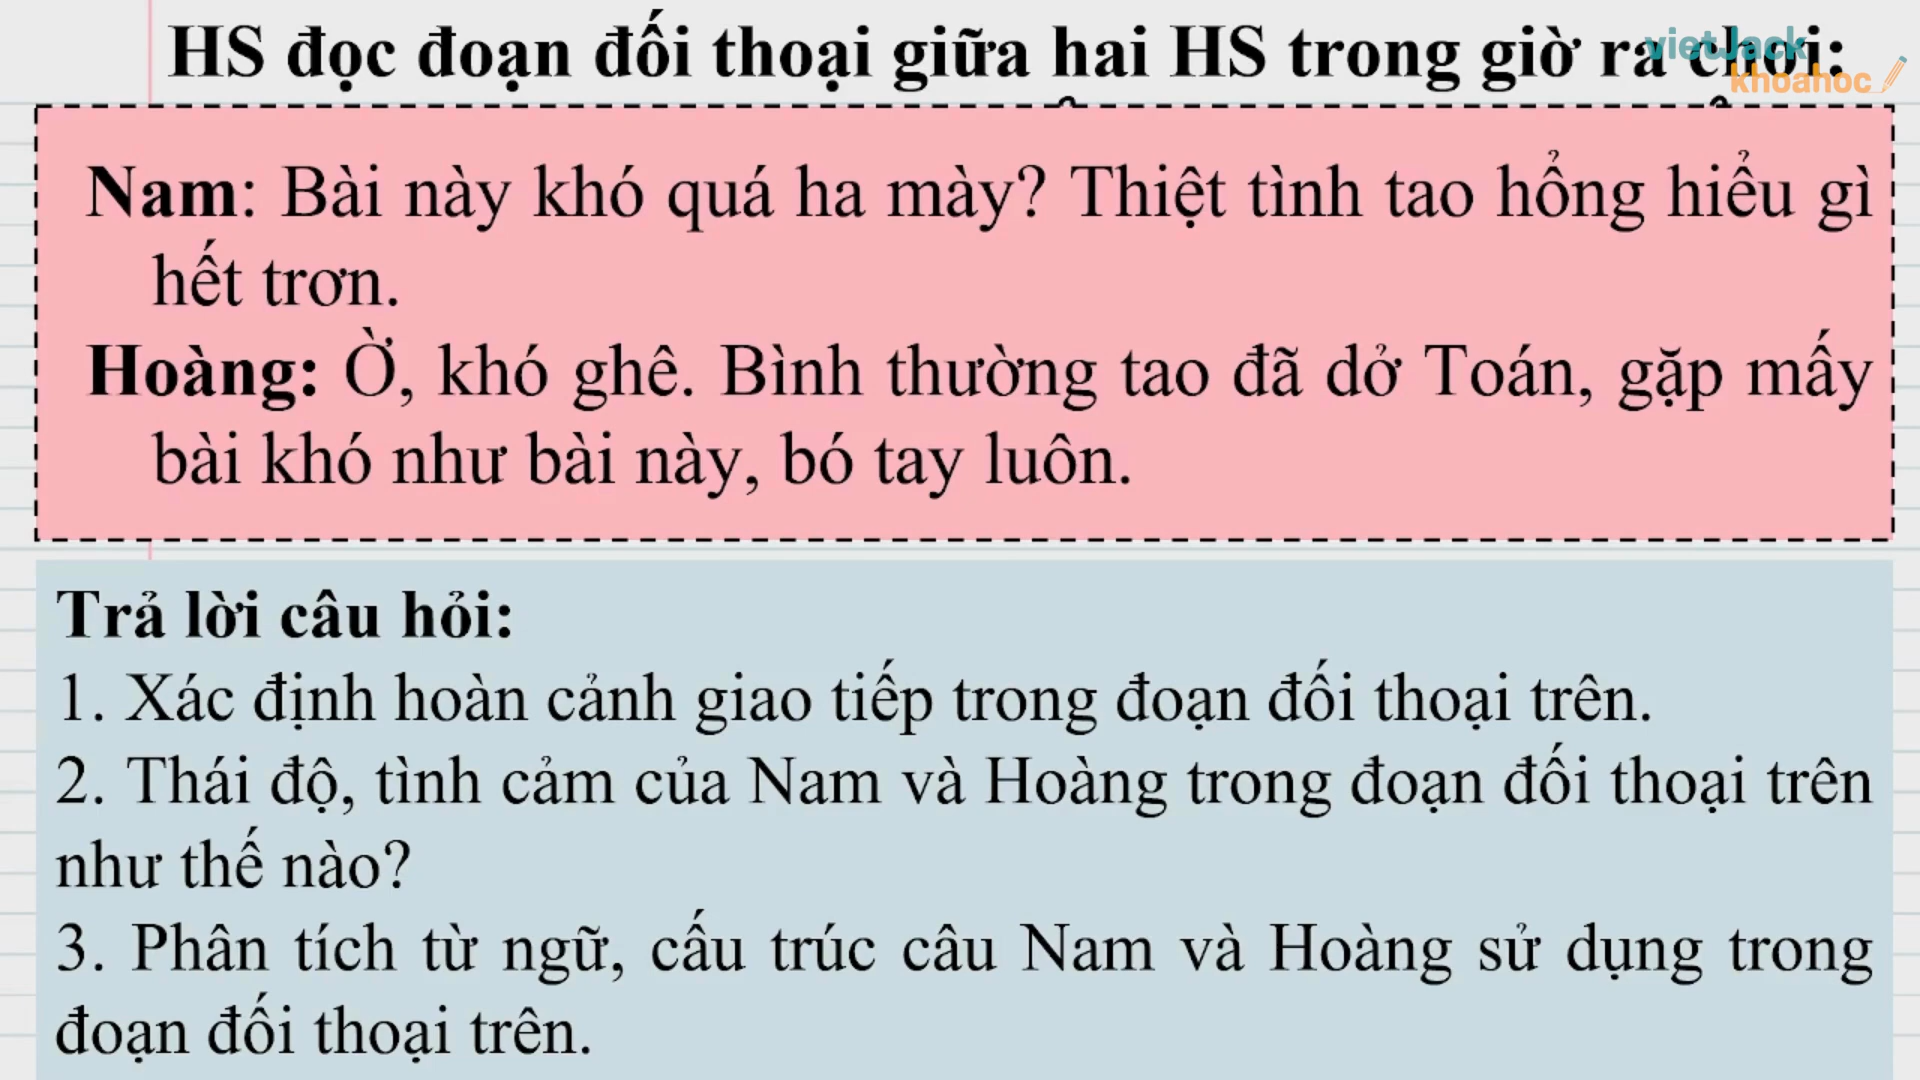 HS đọc đoạn đối thoại giữa hai HS trong giờ ra chơi:
vietJack
khoahoc
Nam: Bài này khó quá ha mày? Thiệt tình tao hổng hiểu gì
hết trơn.
Hoàng: Ờ, khó ghê. Bình thường tao đã dở Toán, gặp mấy
bài khó như bài này, bó tay luôn.
Trả lời câu hỏi:
1. Xác định hoàn cảnh giao tiếp trong đoạn đối thoại trên.
2. Thái độ, tình cảm của Nam và Hoàng trong đoạn đối thoại trên
như thế nào?
3. Phân tích từ ngữ, cấu trúc câu Nam và Hoàng sử dụng trong
đoạn đối thoại trên.